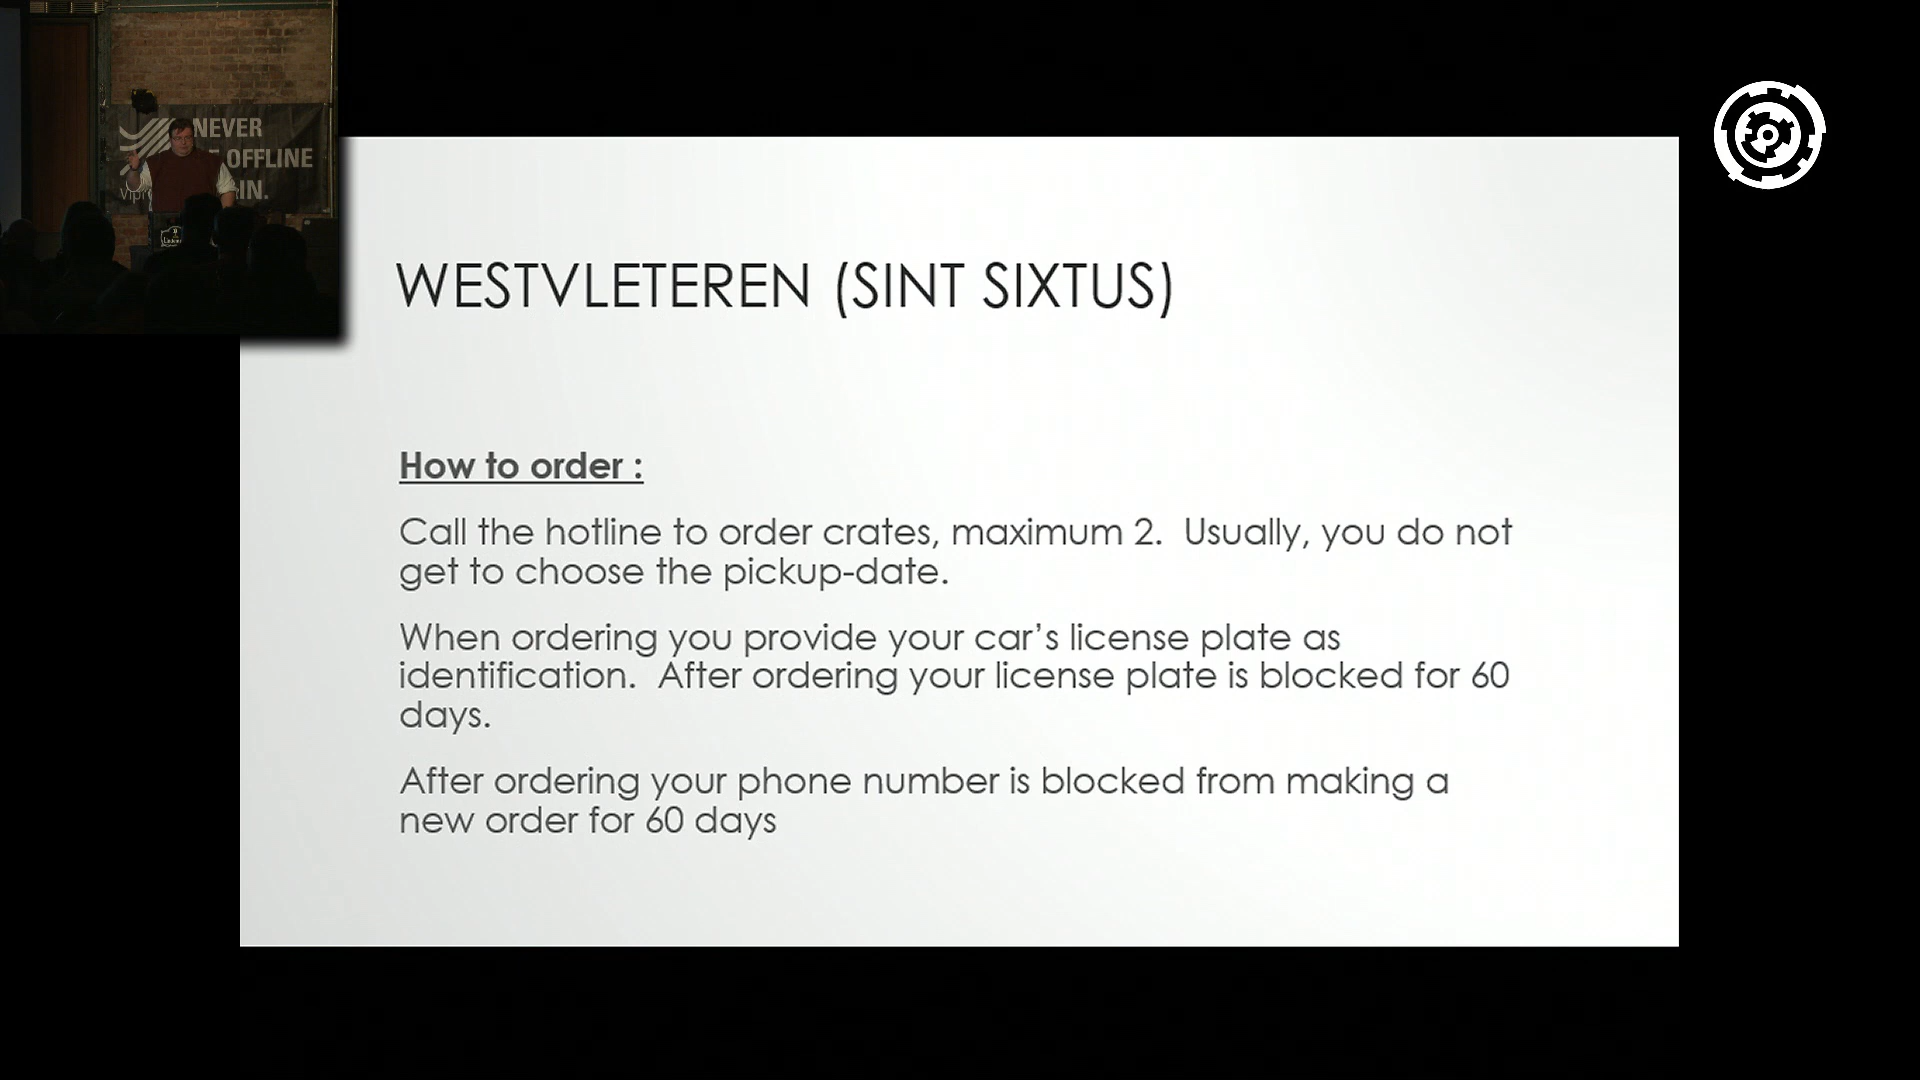 NEVER
OFFLINE
IN.
WESTVLETEREN (SINT SIXTUS)
How to order :
Call the hotline to order crates, maximum 2.  Usually, you do not
get to choose the pickup-date.
When ordering you provide your car’s license plate as
identification.  After ordering your license plate is blocked for 60
days.
After ordering your phone number is blocked from making a
new order for 60 days